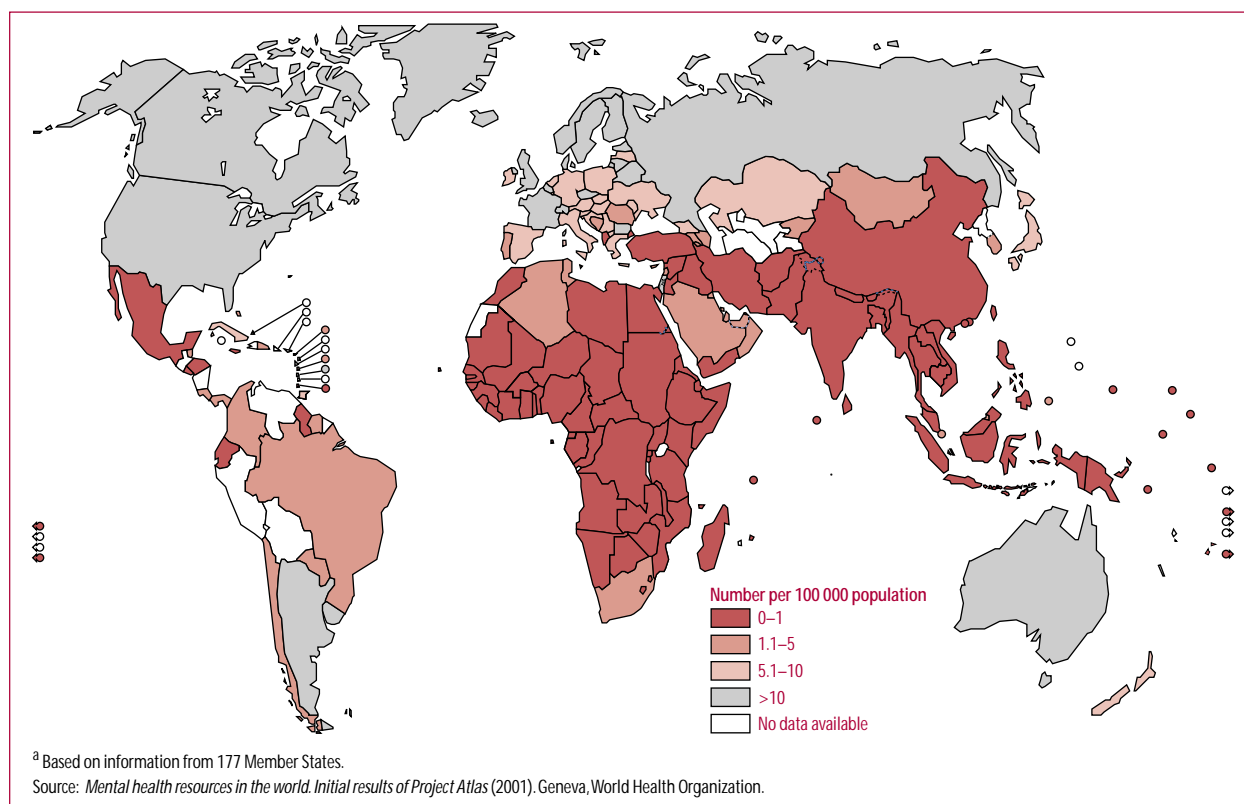 Number per 100 000 population
0–1
1.1–5
5.1–10
>10
No data available
a Based on information from 177 Member States.
Source: Mental health resources in the world. Initial results of Project Atlas (2001). Geneva, World Health Organization.